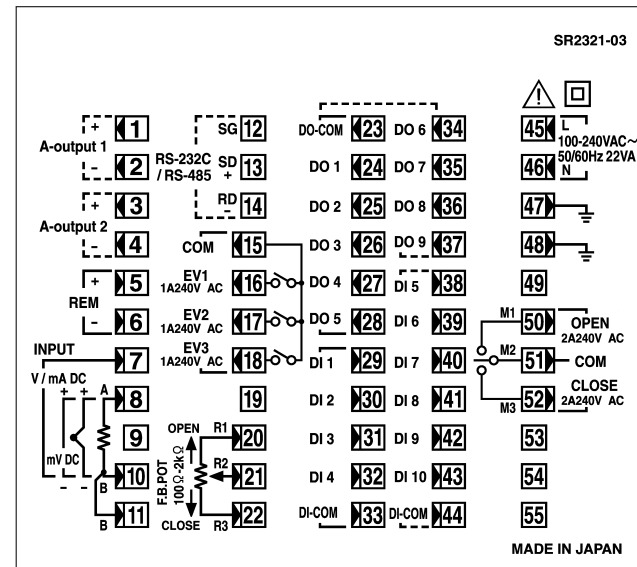 SR2321-03
A-output 1
+ 1
- 2
A-output 2
+ 3
- 4
REM
+ 5
- 6
INPUT
7
V / mA DC
+ + A 8
9
mV DC
- - B 10
B 11
RS-232C
/ RS-485
SG 12
SD
+ 13
RD
- 14
COM 15
EV1
1A240V AC 16
EV2
1A240V AC 17
EV3
1A240V AC 18
19
F.B.POT
100Ω-2kΩ
OPEN
R1 20
R2 21
CLOSE
R3 22
DO-COM 23
DO 1 24
DO 2 25
DO 3 26
DO 4 27
DO 5 28
DI 1 29
DI 2 30
DI 3 31
DI 4 32
DI-COM 33
DO 6 34
DO 7 35
DO 8 36
DO 9 37
DI 5 38
DI 6 39
DI 7 40
DI 8 41
DI 9 42
DI 10 43
DI-COM 44
45 L
100-240VAC~
50/60Hz 22VA
46 N
47
48
49
M1 50 OPEN
2A240V AC
M2 51 COM
M3 52 CLOSE
2A240V AC
53
54
55
MADE IN JAPAN